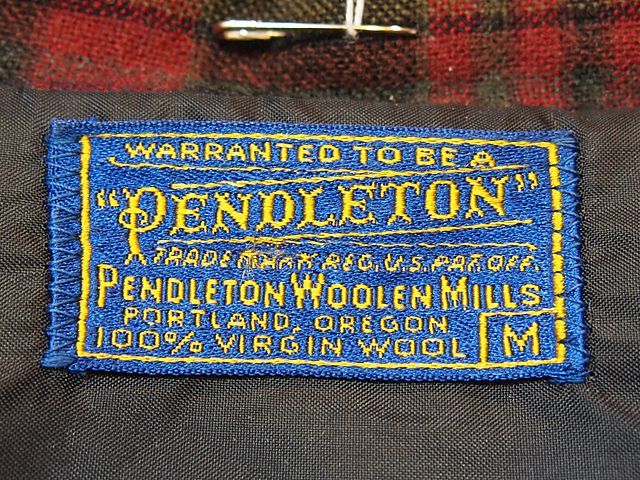 WARRANTED TO BE A
"PENDLETON"
TRADE MARK REG. U.S. PAT. OFF.
PENDLETON WOOLEN MILLS
PORTLAND, OREGON
100% VIRGIN WOOL M